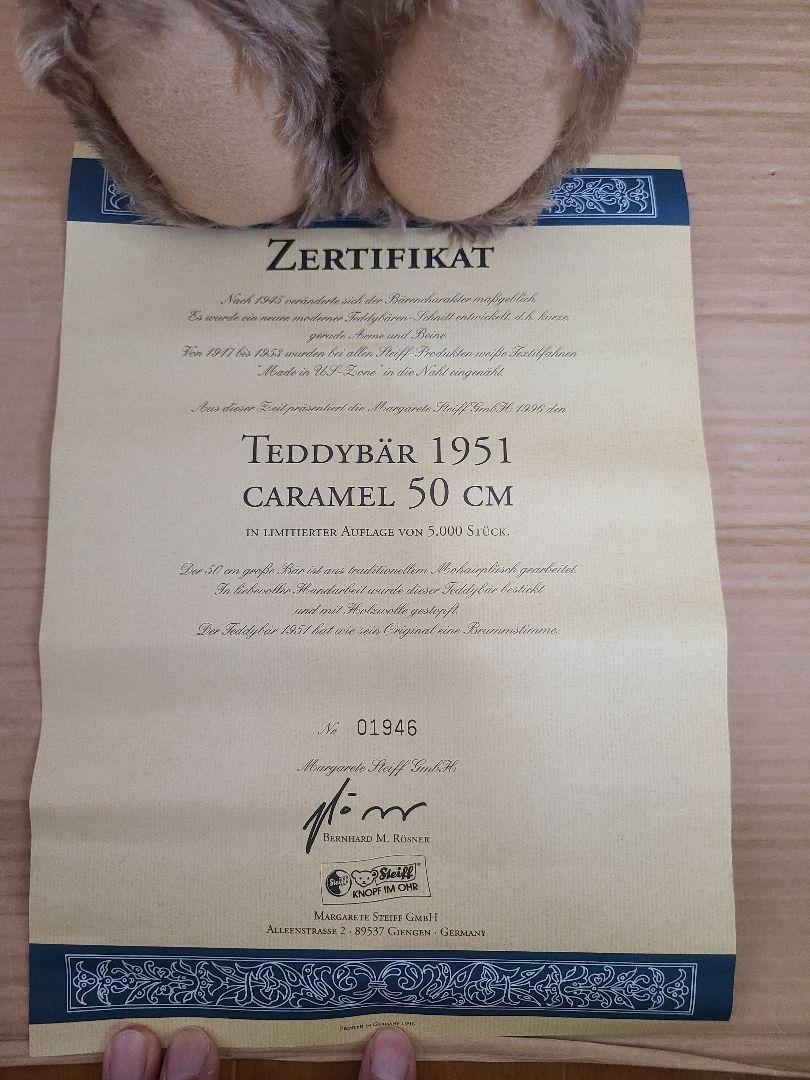 Zertifikat
Nach 1945 veränderte sich der Bärencharakter maßgeblich.
Es wurde ein neuer, moderner Teddybären-Schnitt entwickelt, d.h. kurze,
gerade Arme und Beine.
Von 1947 bis 1953 wurden bei allen Steiff-Produkten weiße Textilfahnen
"Made in US-Zone" in die Naht eingenäht.
Aus dieser Zeit präsentiert die Margarete Steiff GmbH 1996 den
Teddybär 1951
caramel 50 cm
in limitierter Auflage von 5.000 Stück.
Der 50 cm große Bär ist aus traditionellem Mohairplüsch gearbeitet.
In liebevoller Handarbeit wurde dieser Teddybär bestickt
und mit Holzwolle gestopft.
Der Teddybär 1951 hat wie sein Original eine Brummstimme.
Nr. 01946
Margarete Steiff GmbH
Bernhard M. Rösner
Steiff
KNOPF IM OHR
Margarete Steiff GmbH
Alleenstrasse 2 · 89537 Giengen · Germany
Printed in Germany